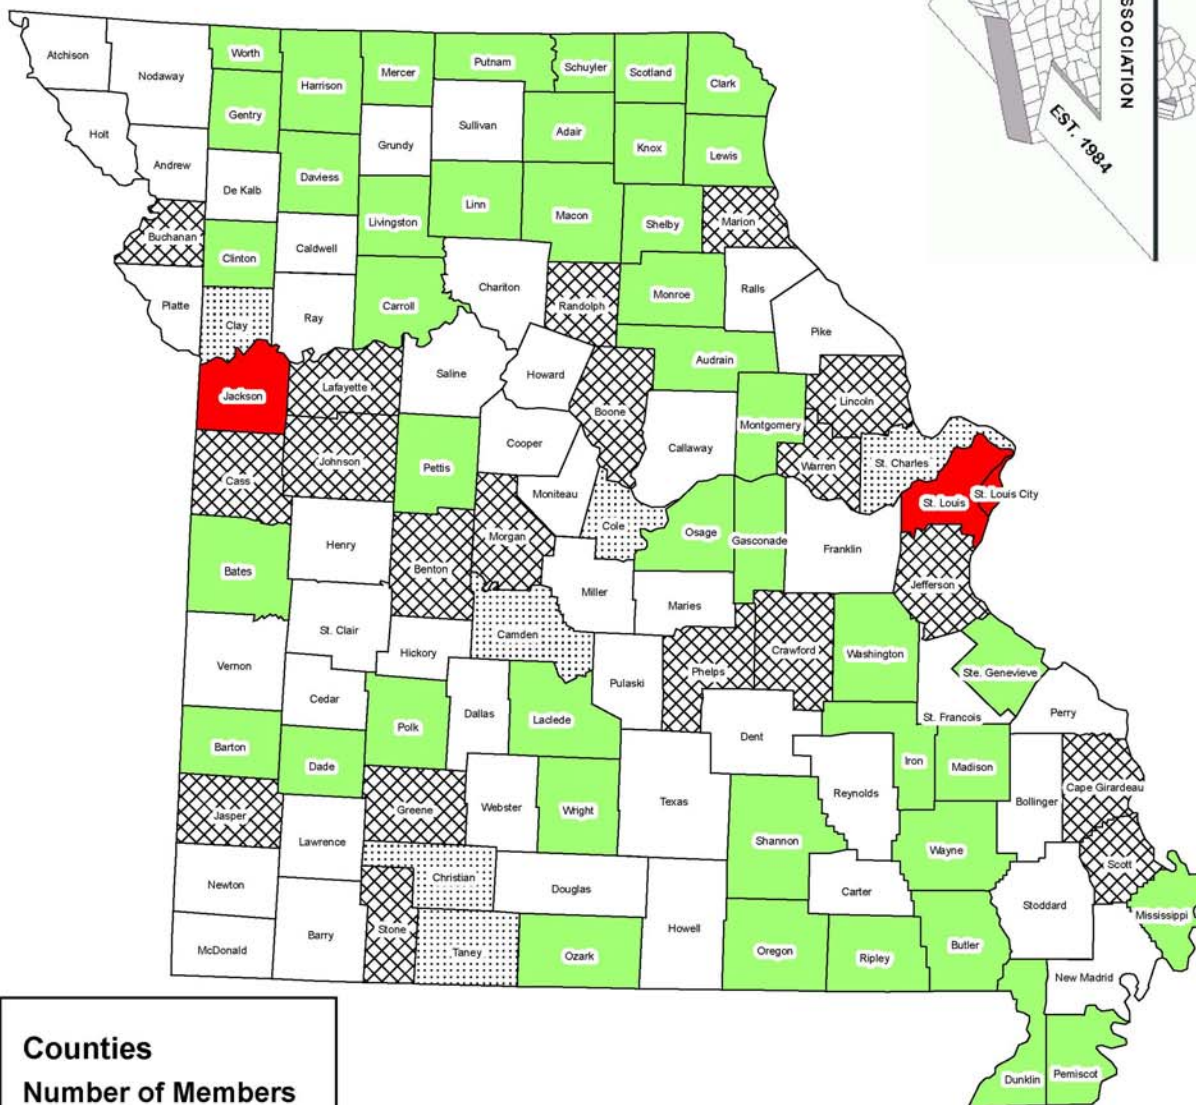 SSOCIATION
EST. 1984
Atchison
Nodaway
Worth
Harrison
Mercer
Putnam
Schuyler
Scotland
Clark
Gentry
Holt
Andrew
De Kalb
Daviess
Grundy
Sullivan
Adair
Knox
Lewis
Buchanan
Clinton
Caldwell
Livingston
Linn
Macon
Shelby
Marion
Platte
Clay
Ray
Carroll
Chariton
Randolph
Monroe
Ralls
Pike
Jackson
Lafayette
Saline
Howard
Boone
Audrain
Callaway
Montgomery
Lincoln
Warren
St. Charles
St. Louis
St. Louis City
Cass
Johnson
Pettis
Cooper
Moniteau
Cole
Osage
Gasconade
Franklin
Jefferson
Bates
Henry
Benton
Morgan
Miller
Maries
Camden
St. Clair
Hickory
Vernon
Cedar
Polk
Dallas
Laclede
Pulaski
Phelps
Crawford
Washington
Ste. Genevieve
St. Francois
Perry
Barton
Dade
Dent
Iron
Madison
Reynolds
Bollinger
Cape Girardeau
Jasper
Greene
Webster
Wright
Texas
Shannon
Wayne
Scott
Lawrence
Newton
Christian
Douglas
Carter
Stoddard
Mississippi
McDonald
Barry
Stone
Taney
Ozark
Howell
Oregon
Ripley
Butler
New Madrid
Dunklin
Pemiscot
Counties
Number of Members